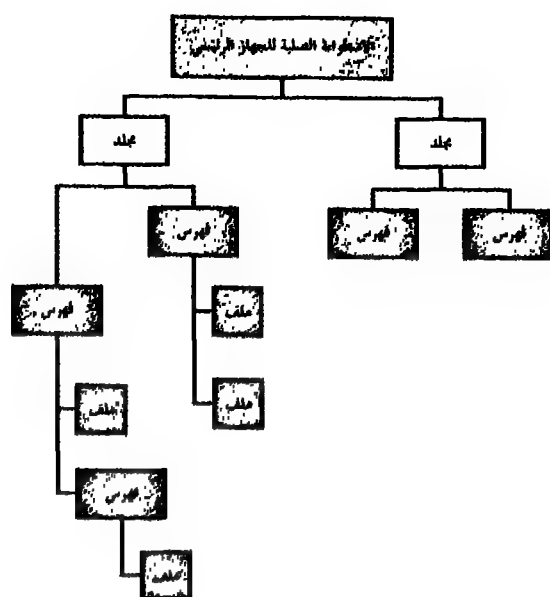 الاسطوانة الصلبة للجهاز الرئيسي
مجلد
مجلد
فهرس
فهرس
فهرس
فهرس
ملف
ملف
ملف
فهرس
ملف